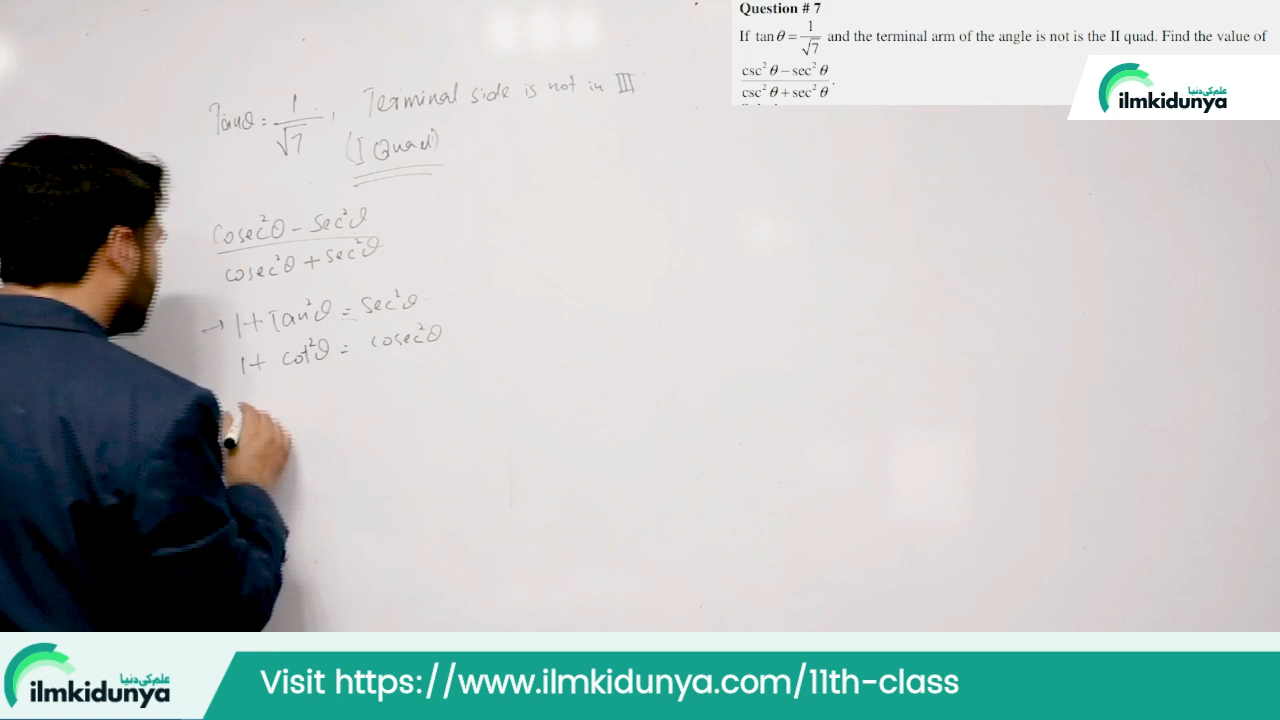 Question # 7
If tan θ = 1/√7 and the terminal arm of the angle is not is the II quad. Find the value of
csc² θ − sec² θ / csc² θ + sec² θ .
علم کی دنیا
ilmkidunya
Tanθ = 1/√7 , Terminal side is not in III
(I Quad)
cosec²θ − sec²θ / cosec²θ + sec²θ
→ 1 + Tan²θ = sec²θ
1 + cot²θ = cosec²θ
علم کی دنیا
ilmkidunya
Visit https://www.ilmkidunya.com/11th-class